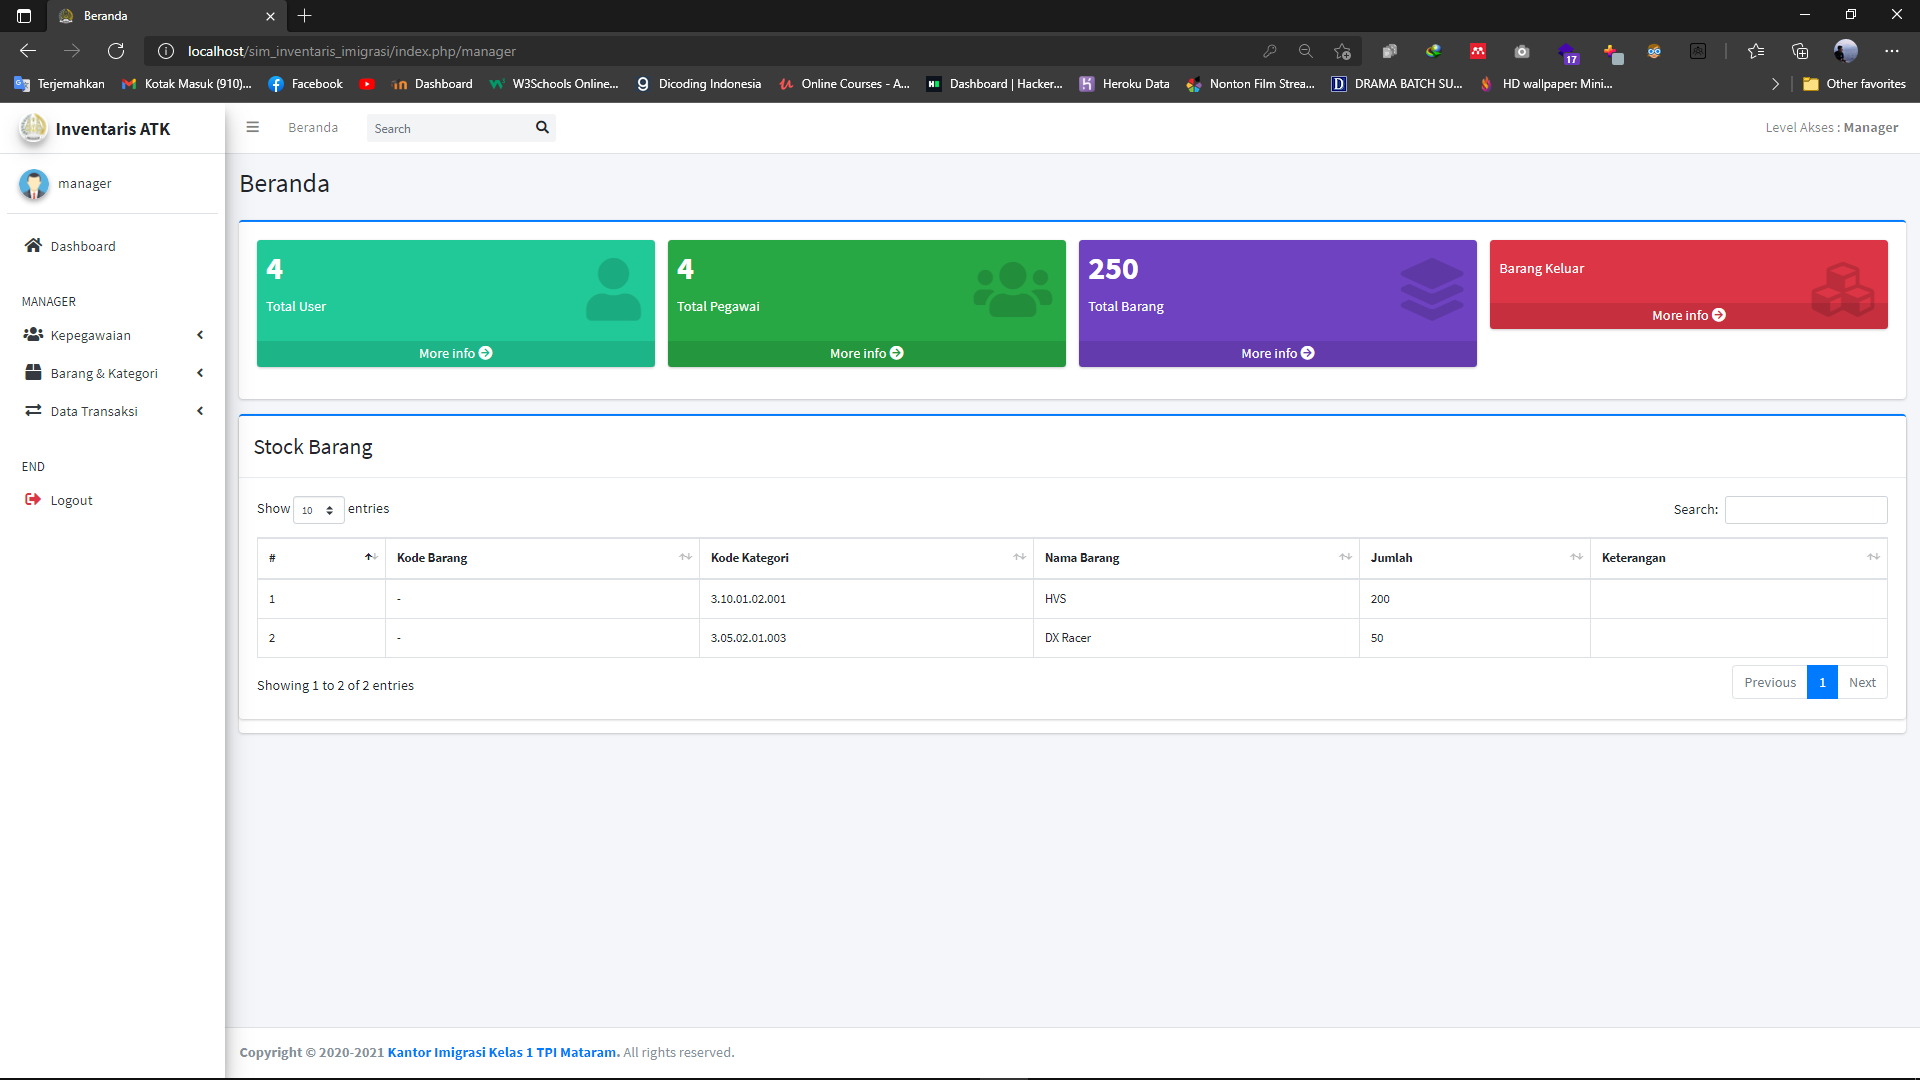 Beranda
localhost/sim_inventaris_imigrasi/index.php/manager
17
Terjemahkan
Kotak Masuk (910)...
Facebook
Dashboard
W3Schools Online...
Dicoding Indonesia
Online Courses - A...
Dashboard | Hacker...
Heroku Data
Nonton Film Strea...
DRAMA BATCH SU...
HD wallpaper: Mini...
Other favorites
Inventaris ATK
Beranda
Search
Level Akses : Manager
manager
Dashboard
MANAGER
Kepegawaian
Barang & Kategori
Data Transaksi
END
Logout
Beranda
4
Total User
More info
4
Total Pegawai
More info
250
Total Barang
More info
Barang Keluar
More info
Stock Barang
Show 10 entries
Search:
# Kode Barang Kode Kategori Nama Barang Jumlah Keterangan
1 - 3.10.01.02.001 HVS 200
2 - 3.05.02.01.003 DX Racer 50
Showing 1 to 2 of 2 entries
Previous 1 Next
Copyright © 2020-2021 Kantor Imigrasi Kelas 1 TPI Mataram. All rights reserved.